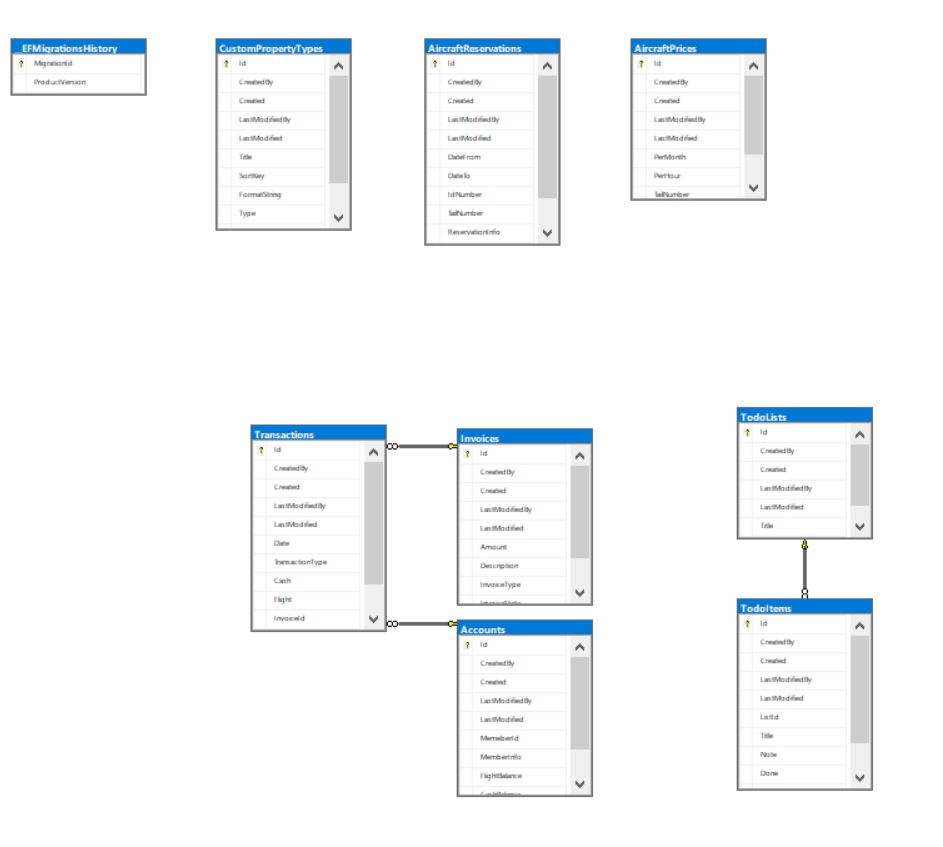 __EFMigrationsHistory
MigrationId
ProductVersion
CustomPropertyTypes
Id
CreatedBy
Created
LastModifiedBy
LastModified
Title
SortKey
FormatString
Type
AircraftReservations
Id
CreatedBy
Created
LastModifiedBy
LastModified
DateFrom
DateTo
IdNumber
TailNumber
ReservationInfo
AircraftPrices
Id
CreatedBy
Created
LastModifiedBy
LastModified
PerMonth
PerHour
TailNumber
Transactions
Id
CreatedBy
Created
LastModifiedBy
LastModified
Date
TransactionType
Cash
Flight
InvoiceId
Invoices
Id
CreatedBy
Created
LastModifiedBy
LastModified
Amount
Description
InvoiceType
Accounts
Id
CreatedBy
Created
LastModifiedBy
LastModified
MemeberId
MemberInfo
FlightBalance
CashBalance
TodoLists
Id
CreatedBy
Created
LastModifiedBy
LastModified
Title
TodoItems
Id
CreatedBy
Created
LastModifiedBy
LastModified
ListId
Title
Note
Done